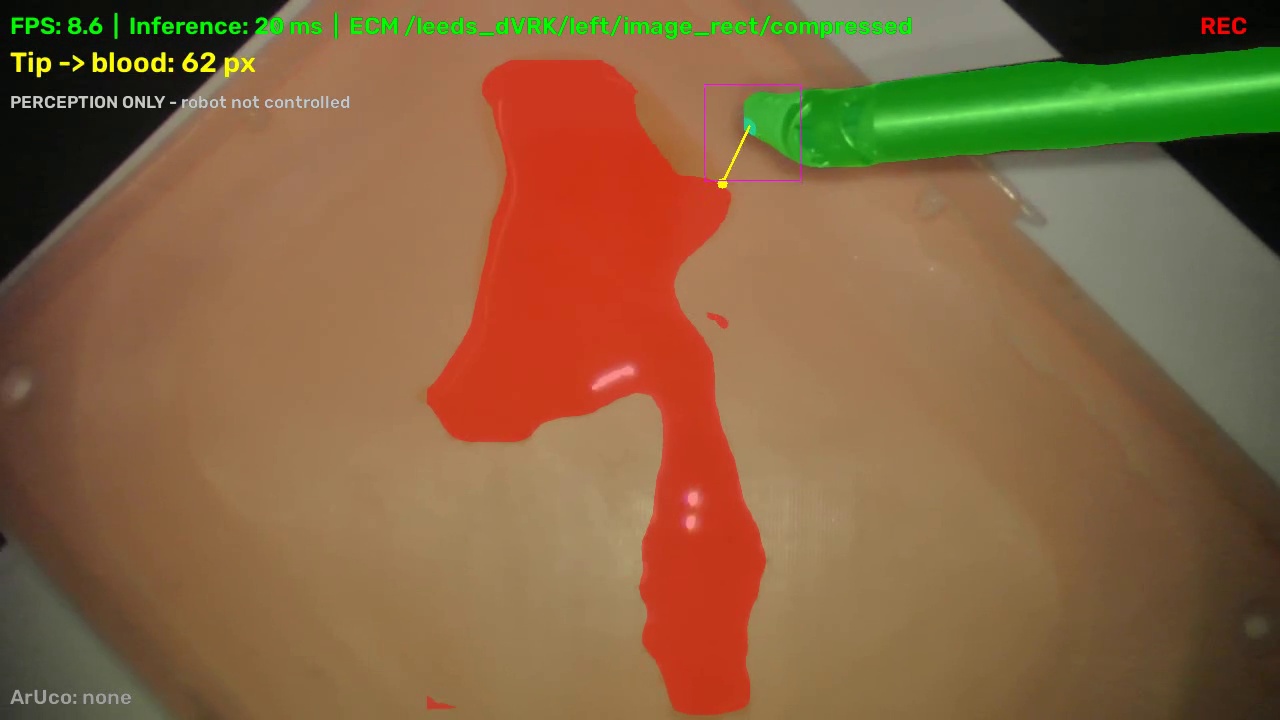 FPS: 8.6 | Inference: 20 ms | ECM /leeds_dVRK/left/image_rect/compressed
REC
Tip -> blood: 62 px
PERCEPTION ONLY - robot not controlled
ArUco: none